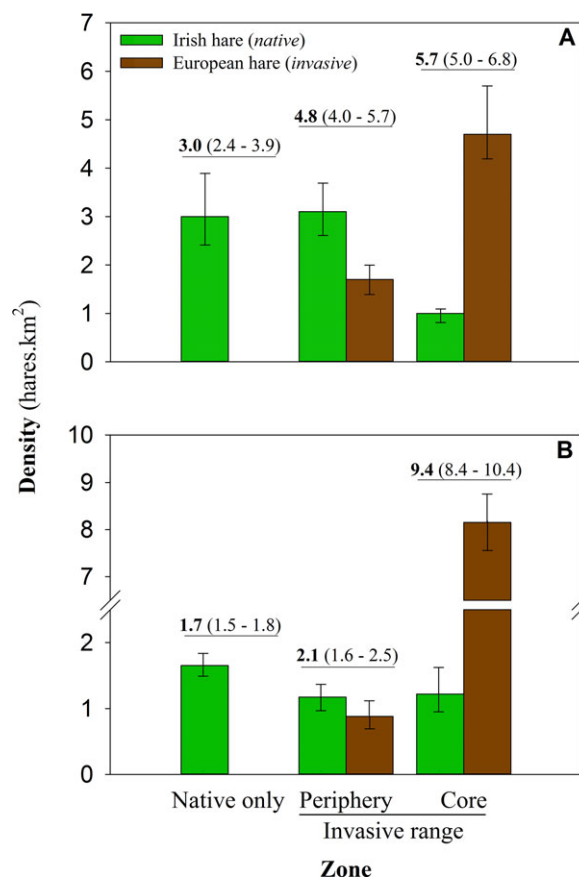 7
A
Irish hare (native)
European hare (invasive)
6
5.7 (5.0 - 6.8)
5
4.8 (4.0 - 5.7)
3.0 (2.4 - 3.9)
4
3
2
1
0
Density (hares.km²)
10
B
9.4 (8.4 - 10.4)
9
8
7
1.7 (1.5 - 1.8)
2.1 (1.6 - 2.5)
2
1
0
Native only Periphery Core
Invasive range
Zone